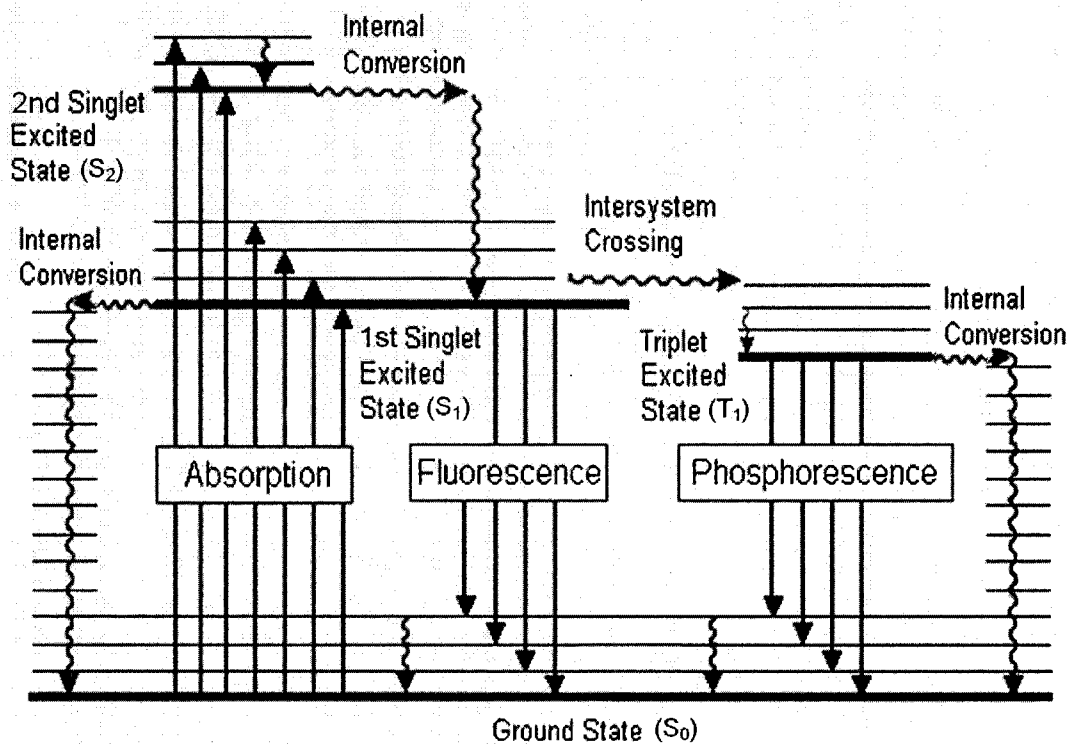 Internal
Conversion
2nd Singlet
Excited
State (S₂)
Intersystem
Crossing
Internal
Conversion
Internal
Conversion
1st Singlet
Excited
State (S₁)
Triplet
Excited
State (T₁)
Absorption
Fluorescence
Phosphorescence
Ground State (S₀)